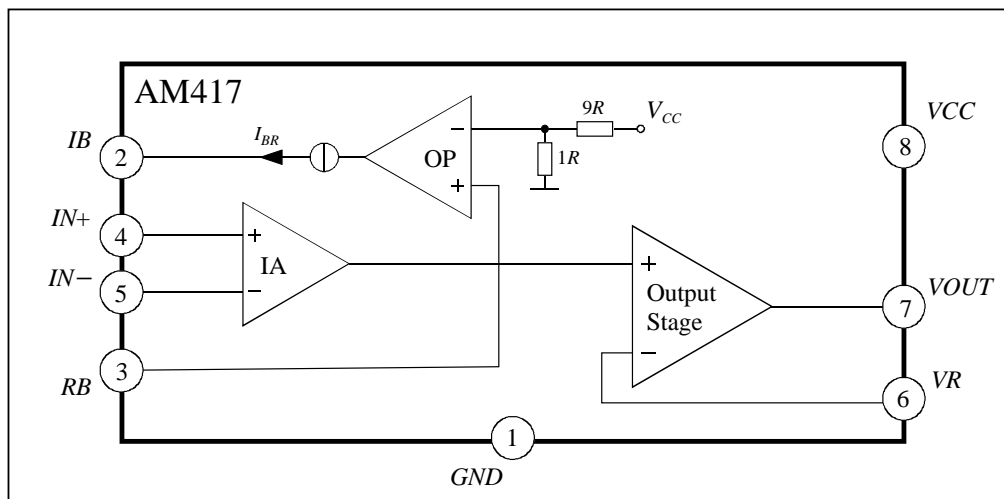 AM417
IB
2
I_BR
OP
−
+
9R
1R
V_CC
VCC
8
IN+
4
IN−
5
+
IA
−
RB
3
+
Output
Stage
−
VOUT
7
VR
6
1
GND